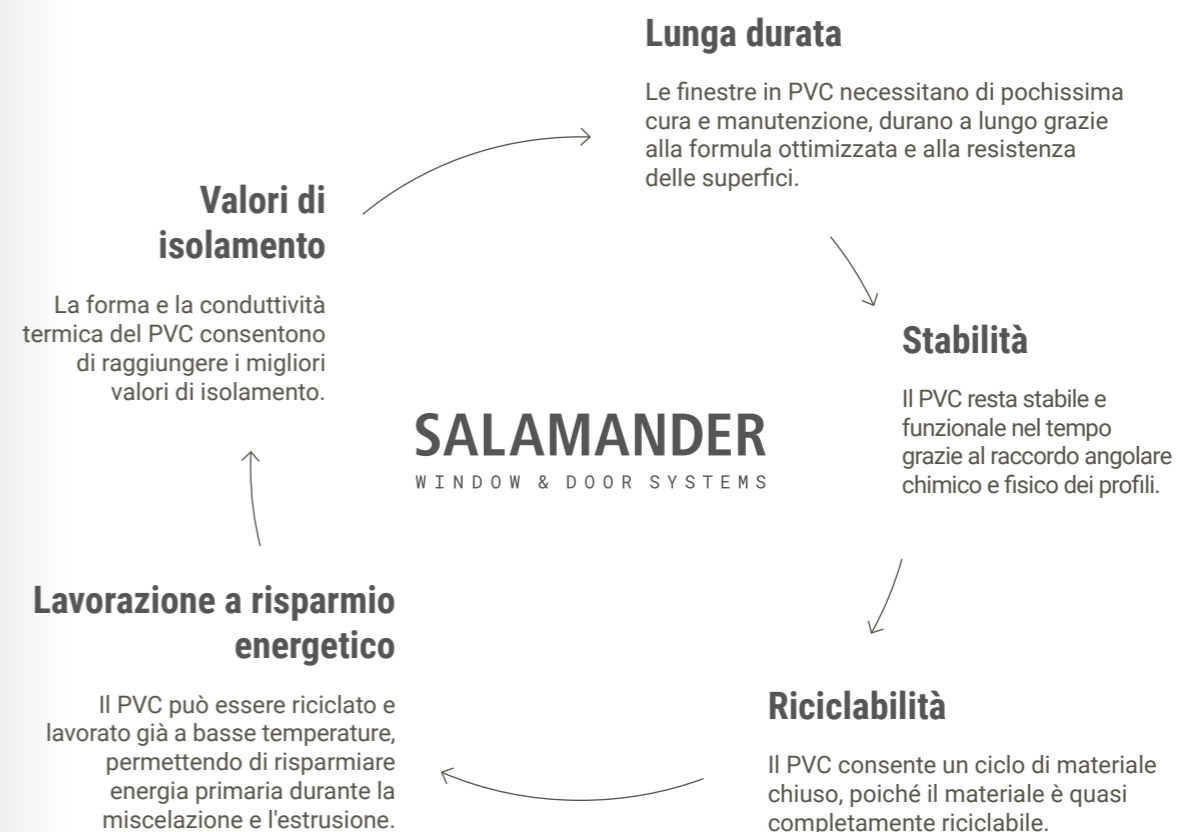 Lunga durata
Le finestre in PVC necessitano di pochissima
cura e manutenzione, durano a lungo grazie
alla formula ottimizzata e alla resistenza
delle superfici.
Stabilità
Il PVC resta stabile e
funzionale nel tempo
grazie al raccordo angolare
chimico e fisico dei profili.
Riciclabilità
Il PVC consente un ciclo di materiale
chiuso, poiché il materiale è quasi
completamente riciclabile.
Lavorazione a risparmio
energetico
Il PVC può essere riciclato e
lavorato già a basse temperature,
permettendo di risparmiare
energia primaria durante la
miscelazione e l'estrusione.
Valori di
isolamento
La forma e la conduttività
termica del PVC consentono
di raggiungere i migliori
valori di isolamento.
SALAMANDER
WINDOW & DOOR SYSTEMS